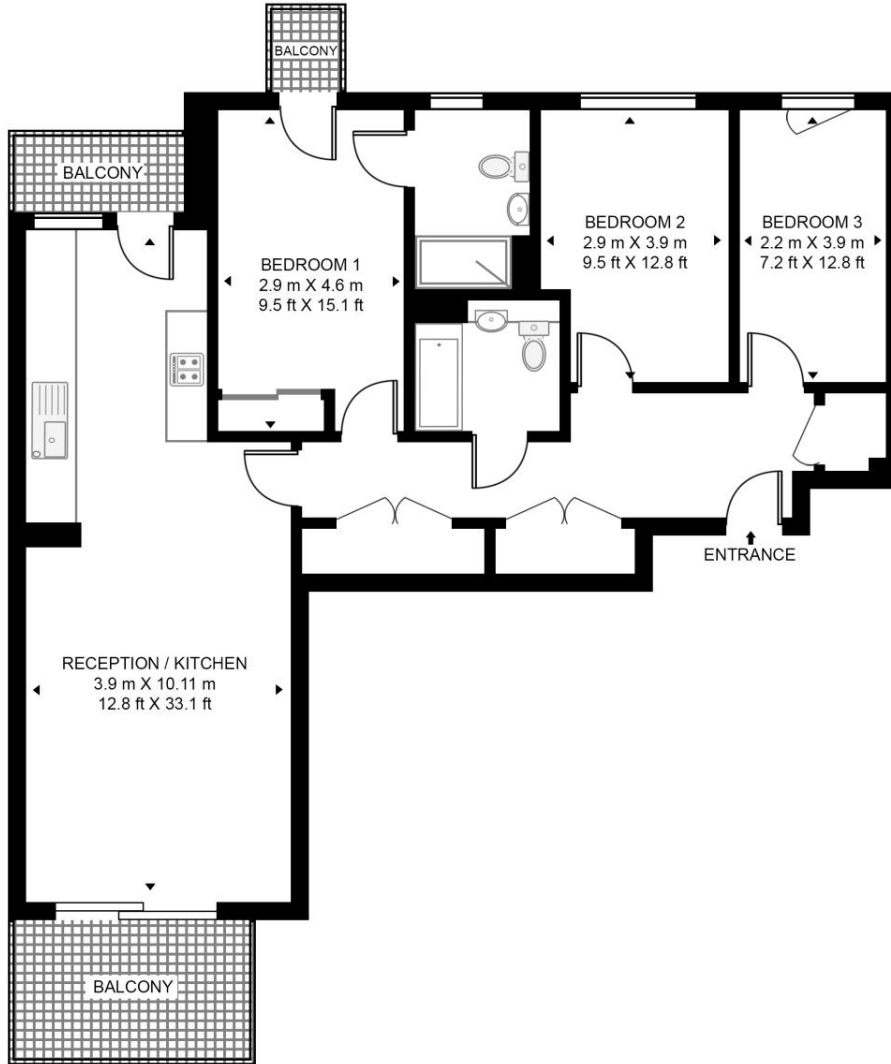 BALCONY
BALCONY
BEDROOM 1
2.9 m X 4.6 m
9.5 ft X 15.1 ft
BEDROOM 2
2.9 m X 3.9 m
9.5 ft X 12.8 ft
BEDROOM 3
2.2 m X 3.9 m
7.2 ft X 12.8 ft
ENTRANCE
RECEPTION / KITCHEN
3.9 m X 10.11 m
12.8 ft X 33.1 ft
BALCONY